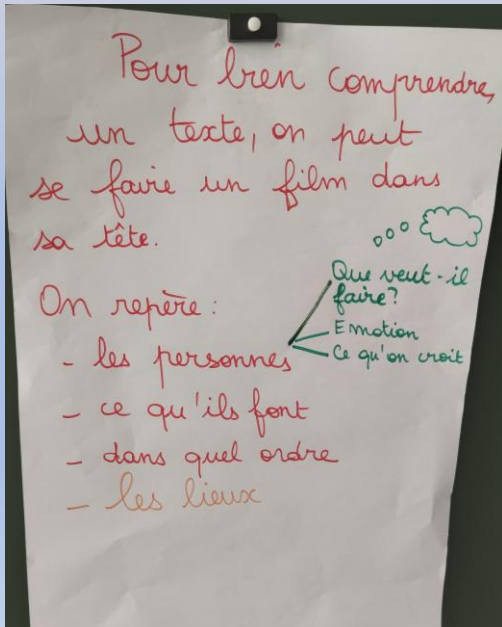 Pour bien comprendre,
un texte, on peut
se faire un film dans
sa tête.
On repère :
- les personnes
Que veut-il
faire?
Emotion
Ce qu'on croit
- ce qu'ils font
- dans quel ordre
- les lieux